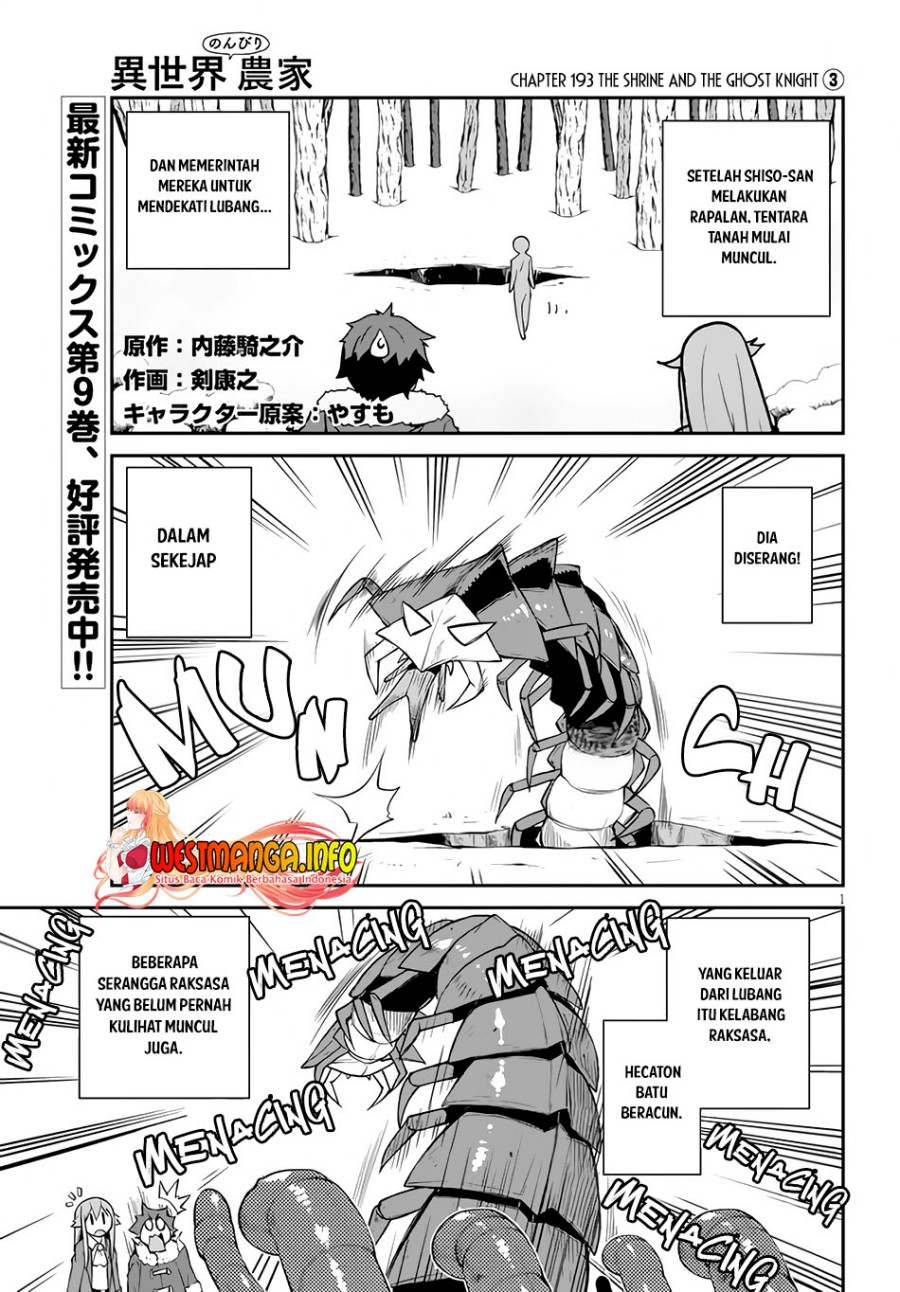 のんびり
異世界 農家
CHAPTER 193 THE SHRINE AND THE GHOST KNIGHT ③
最新コミックス第9巻、好評発売中!!
SETELAH SHISO-SAN
MELAKUKAN
RAPALAN, TENTARA
TANAH MULAI
MUNCUL.
DAN MEMERINTAH
MEREKA UNTUK
MENDEKATI LUBANG...
原作：内藤騎之介
作画：剣康之
キャラクター原案：やすも
DIA
DISERANG!
DALAM
SEKEJAP
MUN
CH
WESTMANGA.INFO
Situs Baca Komik Berbahasa Indonesia
1
YANG KELUAR
DARI LUBANG
ITU KELABANG
RAKSASA.
HECATON
BATU
BERACUN.
BEBERAPA
SERANGGA RAKSASA
YANG BELUM PERNAH
KULIHAT MUNCUL
JUGA.
MENACING
MENACING
MENACING
MENACING
MENACING
MENACING